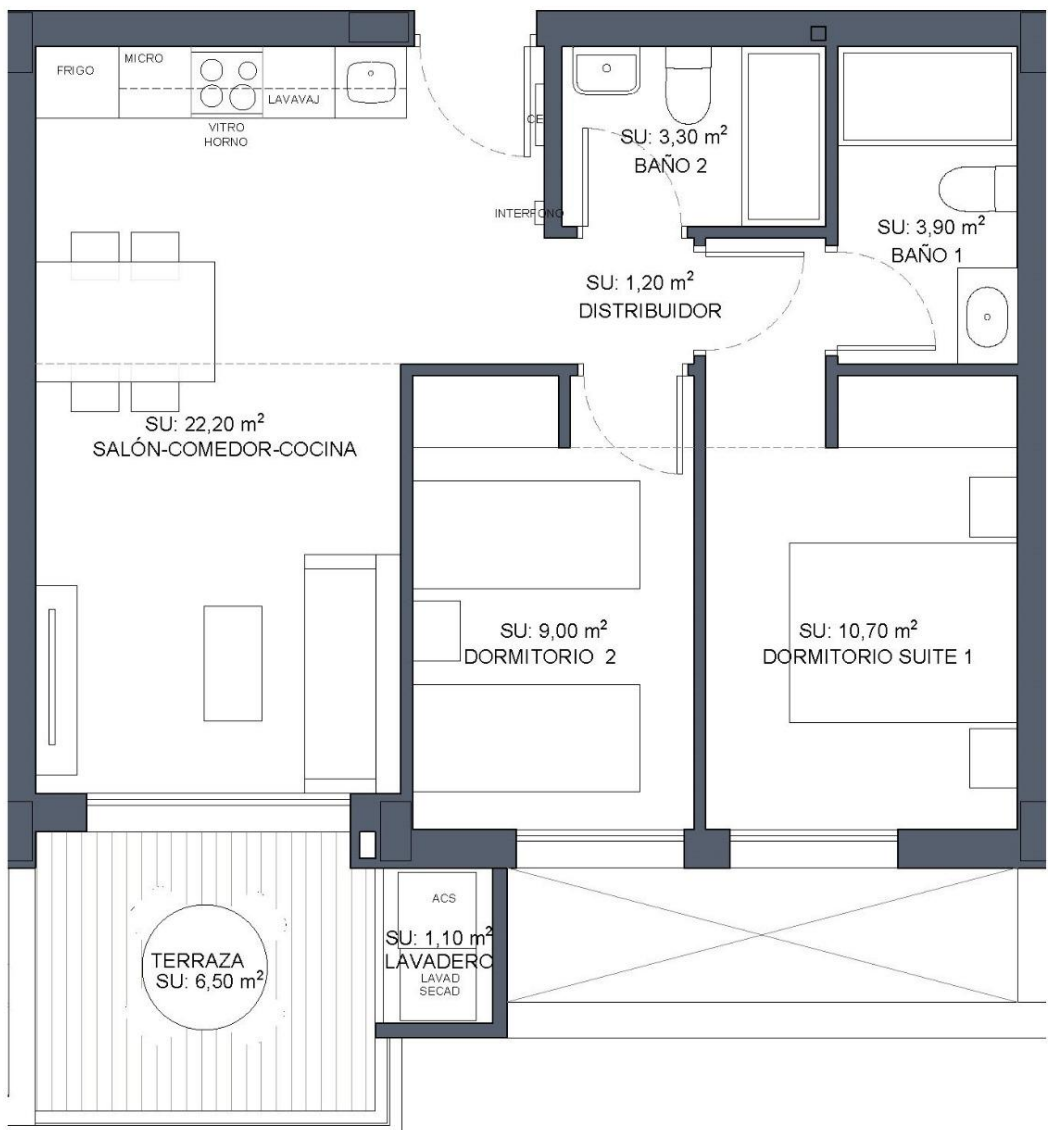 FRIGO
MICRO
LAVAVAJ
VITRO
HORNO
CE
INTERFONO
SU: 3,30 m²
BAÑO 2
SU: 3,90 m²
BAÑO 1
SU: 1,20 m²
DISTRIBUIDOR
SU: 22,20 m²
SALÓN-COMEDOR-COCINA
SU: 9,00 m²
DORMITORIO 2
SU: 10,70 m²
DORMITORIO SUITE 1
ACS
SU: 1,10 m²
LAVADERO
LAVAD
SECAD
TERRAZA
SU: 6,50 m²